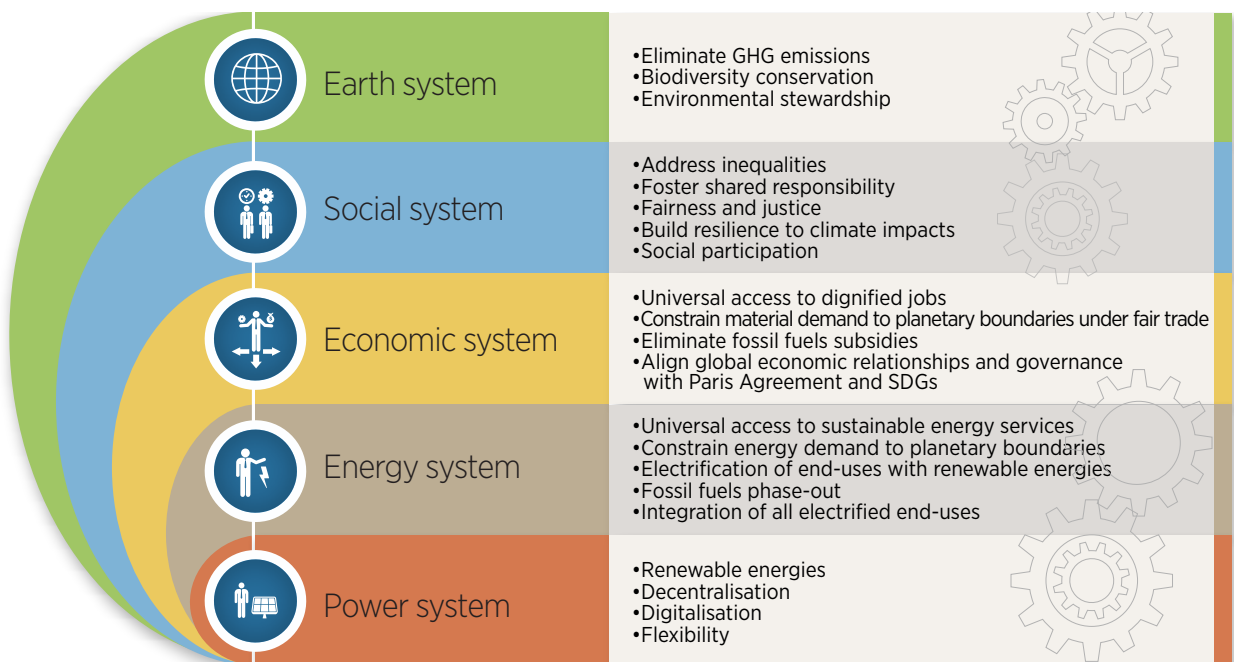 Earth system
•Eliminate GHG emissions
•Biodiversity conservation
•Environmental stewardship
Social system
•Address inequalities
•Foster shared responsibility
•Fairness and justice
•Build resilience to climate impacts
•Social participation
Economic system
•Universal access to dignified jobs
•Constrain material demand to planetary boundaries under fair trade
•Eliminate fossil fuels subsidies
•Align global economic relationships and governance
with Paris Agreement and SDGs
Energy system
•Universal access to sustainable energy services
•Constrain energy demand to planetary boundaries
•Electrification of end-uses with renewable energies
•Fossil fuels phase-out
•Integration of all electrified end-uses
Power system
•Renewable energies
•Decentralisation
•Digitalisation
•Flexibility